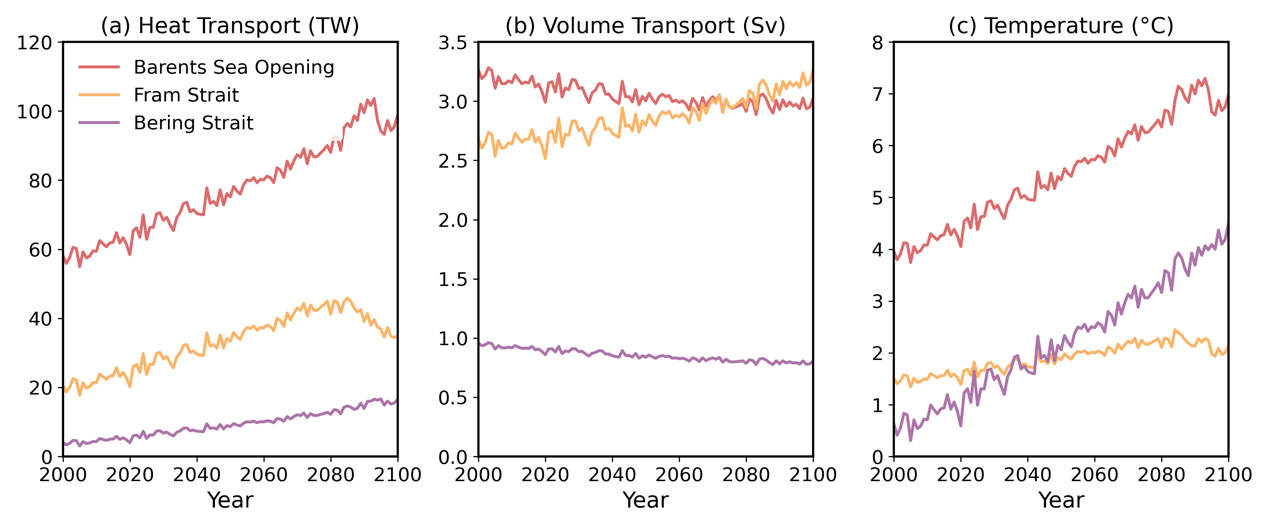 (a) Heat Transport (TW)
120
100
80
60
40
20
0
Barents Sea Opening
Fram Strait
Bering Strait
2000 2020 2040 2060 2080 2100
Year
(b) Volume Transport (Sv)
3.5
3.0
2.5
2.0
1.5
1.0
0.5
0.0
2000 2020 2040 2060 2080 2100
Year
(c) Temperature (°C)
8
7
6
5
4
3
2
1
0
2000 2020 2040 2060 2080 2100
Year